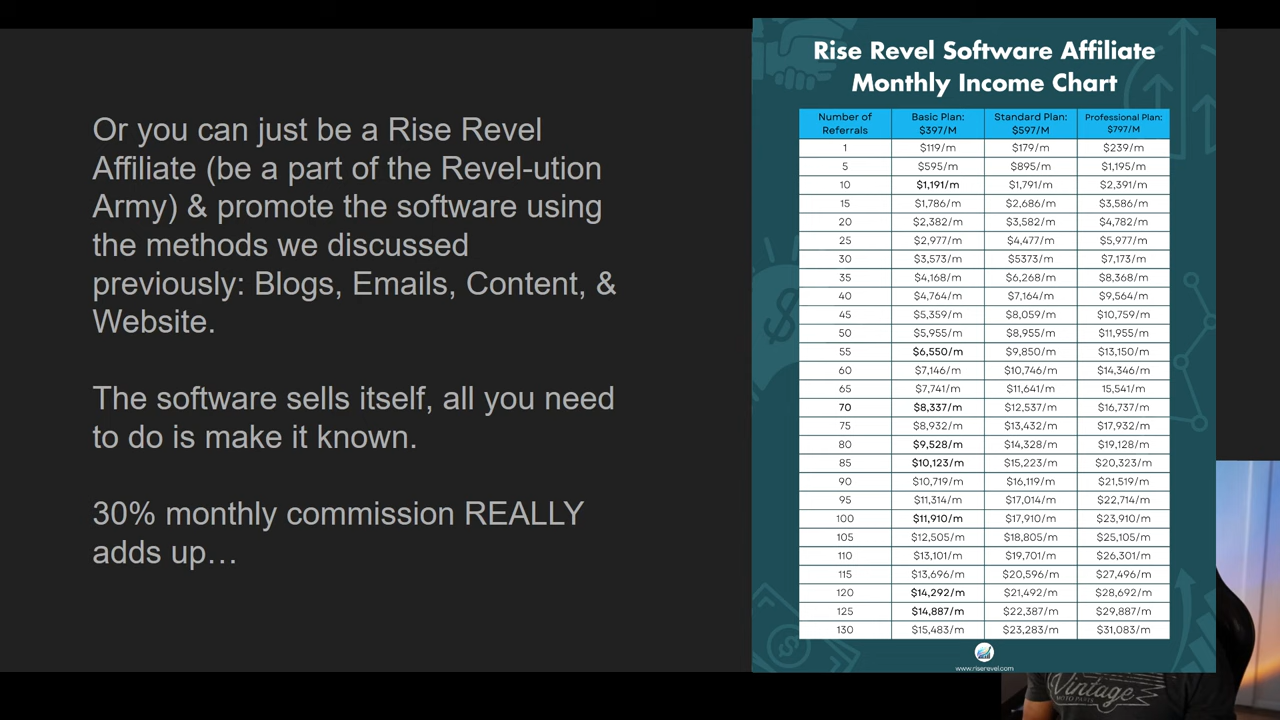 Or you can just be a Rise Revel
Affiliate (be a part of the Revel-ution
Army) & promote the software using
the methods we discussed
previously: Blogs, Emails, Content, &
Website.
The software sells itself, all you need
to do is make it known.
30% monthly commission REALLY
adds up…
Rise Revel Software Affiliate
Monthly Income Chart
Number of Referrals Basic Plan: $397/M Standard Plan: $597/M Professional Plan: $797/M
1 $119/m $179/m $239/m
5 $595/m $895/m $1,195/m
10 $1,191/m $1,791/m $2,391/m
15 $1,786/m $2,686/m $3,586/m
20 $2,382/m $3,582/m $4,782/m
25 $2,977/m $4,477/m $5,977/m
30 $3,573/m $5373/m $7,173/m
35 $4,168/m $6,268/m $8,368/m
40 $4,764/m $7,164/m $9,564/m
45 $5,359/m $8,059/m $10,759/m
50 $5,955/m $8,955/m $11,955/m
55 $6,550/m $9,850/m $13,150/m
60 $7,146/m $10,746/m $14,346/m
65 $7,741/m $11,641/m 15,541/m
70 $8,337/m $12,537/m $16,737/m
75 $8,932/m $13,432/m $17,932/m
80 $9,528/m $14,328/m $19,128/m
85 $10,123/m $15,223/m $20,323/m
90 $10,719/m $16,119/m $21,519/m
95 $11,314/m $17,014/m $22,714/m
100 $11,910/m $17,910/m $23,910/m
105 $12,505/m $18,805/m $25,105/m
110 $13,101/m $19,701/m $26,301/m
115 $13,696/m $20,596/m $27,496/m
120 $14,292/m $21,492/m $28,692/m
125 $14,887/m $22,387/m $29,887/m
130 $15,483/m $23,283/m $31,083/m
www.riserevel.com
Vintage